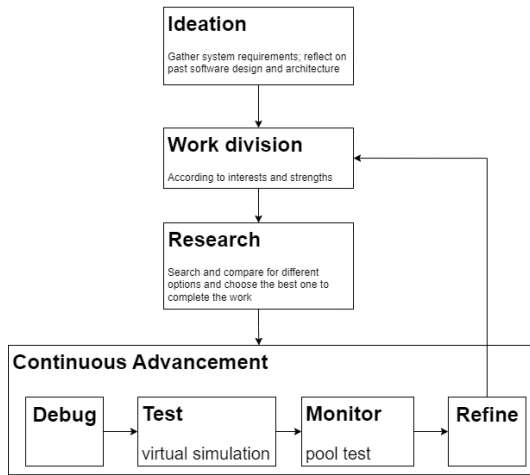 Ideation
Gather system requirements; reflect on
past software design and architecture
Work division
According to interests and strengths
Research
Search and compare for different
options and choose the best one to
complete the work
Continuous Advancement
Debug
Test
virtual simulation
Monitor
pool test
Refine